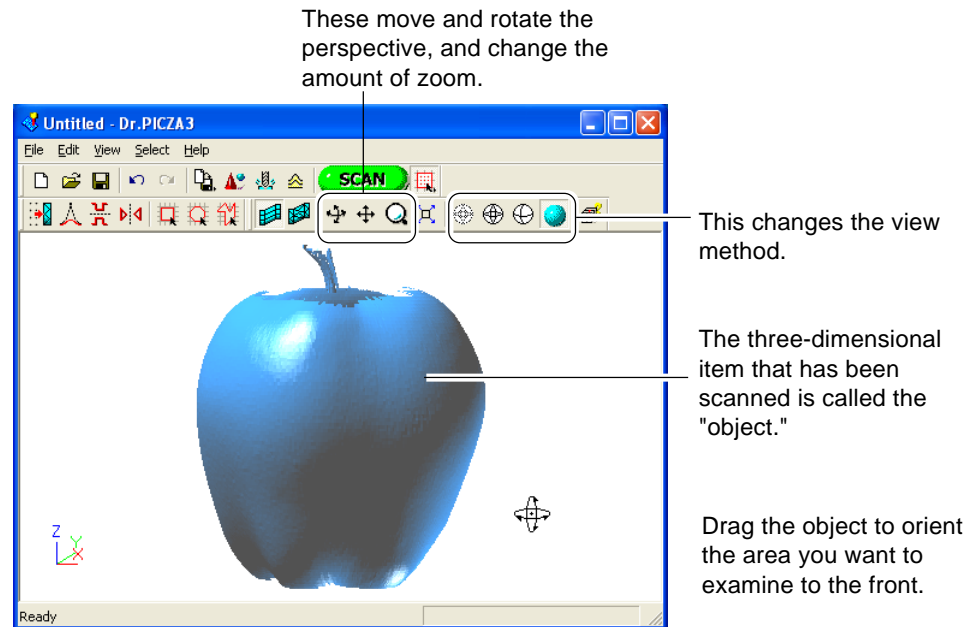 These move and rotate the
perspective, and change the
amount of zoom.
Untitled - Dr.PICZA3
File Edit View Select Help
SCAN
This changes the view
method.
The three-dimensional
item that has been
scanned is called the
"object."
Z
Y
X
Drag the object to orient
the area you want to
examine to the front.
Ready